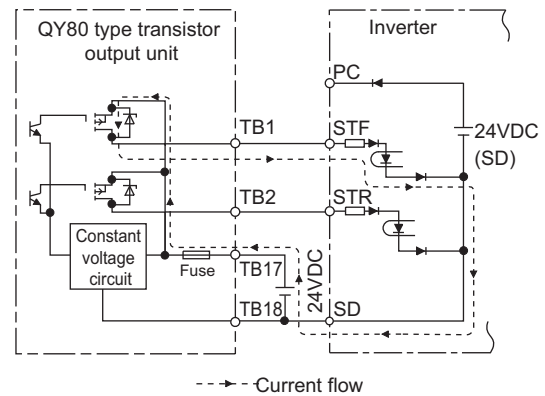 QY80 type transistor
output unit
Inverter
PC
24VDC
(SD)
TB1
STF
TB2
STR
Constant
voltage
circuit
Fuse
TB17
24VDC
TB18
SD
Current flow